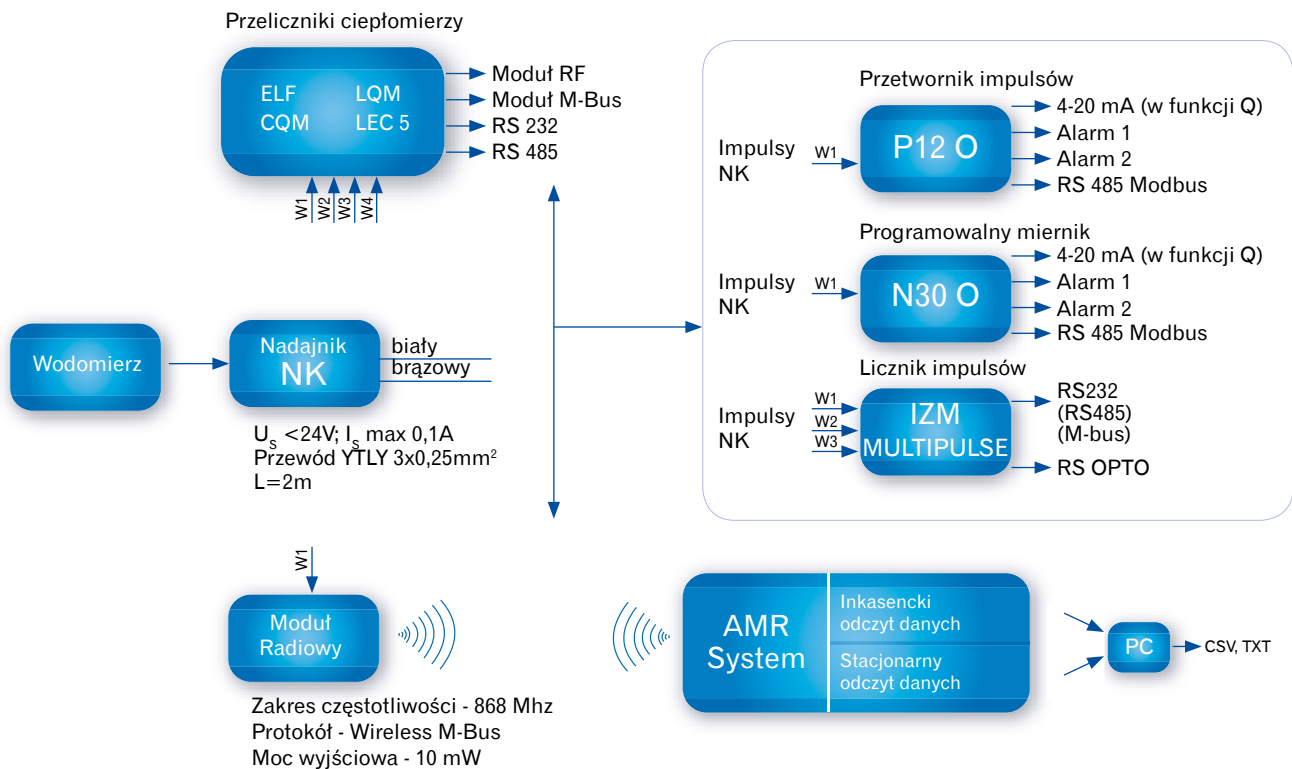 Przeliczniki ciepłomierzy
ELF LQM
CQM LEC 5
Moduł RF
Moduł M-Bus
RS 232
RS 485
W1
W2
W3
W4
Wodomierz
Nadajnik
NK
biały
brązowy
U_s <24V; I_s max 0,1A
Przewód YTLY 3x0,25mm²
L=2m
Przetwornik impulsów
Impulsy
NK
W1
P12 O
4-20 mA (w funkcji Q)
Alarm 1
Alarm 2
RS 485 Modbus
Programowalny miernik
Impulsy
NK
W1
N30 O
4-20 mA (w funkcji Q)
Alarm 1
Alarm 2
RS 485 Modbus
Licznik impulsów
Impulsy
NK
W1
W2
W3
IZM
MULTIPULSE
RS232
(RS485)
(M-bus)
RS OPTO
W1
Moduł
Radiowy
Zakres częstotliwości - 868 Mhz
Protokół - Wireless M-Bus
Moc wyjściowa - 10 mW
AMR
System
Inkasencki
odczyt danych
Stacjonarny
odczyt danych
PC
CSV, TXT